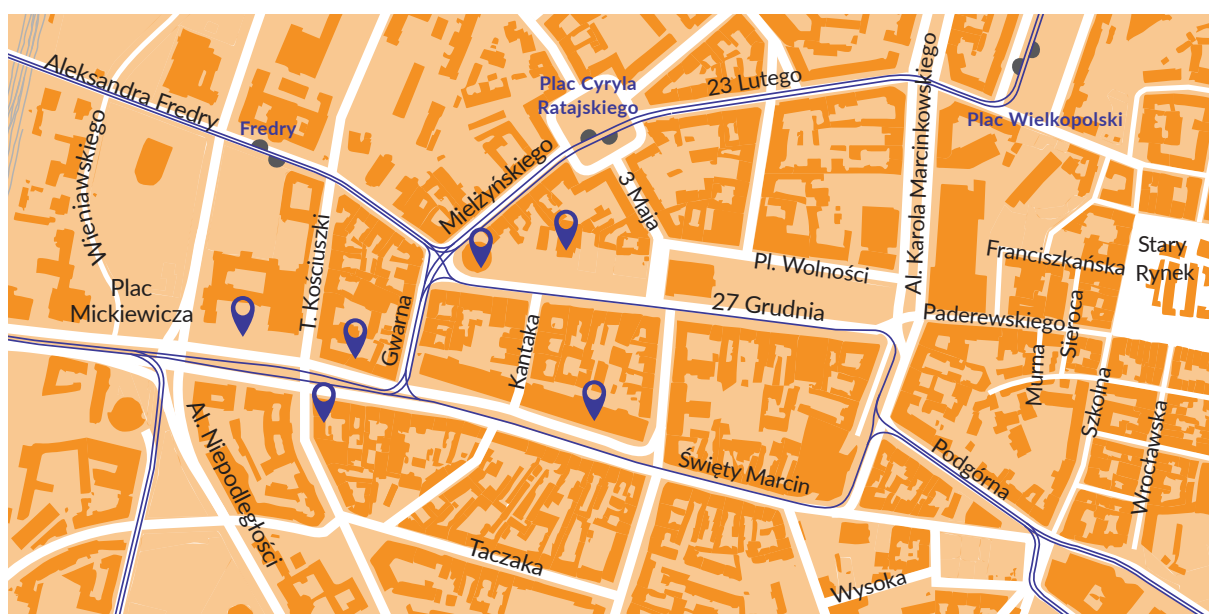 Aleksandra Fredry
Wieniawskiego
Fredry
Plac Cyryla
Ratajskiego
23 Lutego
Al. Karola Marcinkowskiego
Plac Wielkopolski
Mielżyńskiego
3 Maja
T. Kościuszki
Pl. Wolności
Franciszkańska
Stary
Rynek
Plac
Mickiewicza
Gwarna
27 Grudnia
Paderewskiego
Sieroca
Kantaka
Murna
Szkolna
Wrocławska
Al. Niepodległości
Święty Marcin
Podgórna
Taczaka
Wysoka